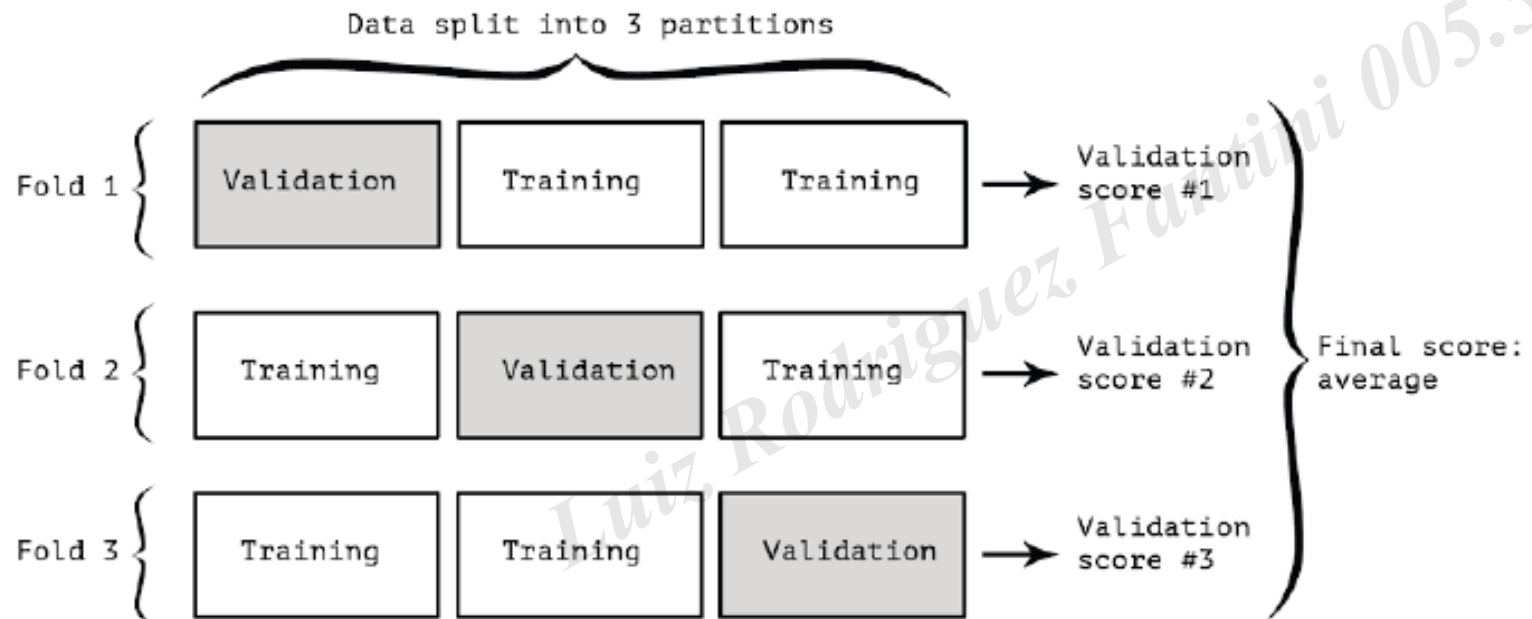 Data split into 3 partitions
Fold 1
Validation
Training
Training
Validation
score #1
Fold 2
Training
Validation
Training
Validation
score #2
Final score:
average
Fold 3
Training
Training
Validation
Validation
score #3
Luiz Rodriguez Fantini 005.3